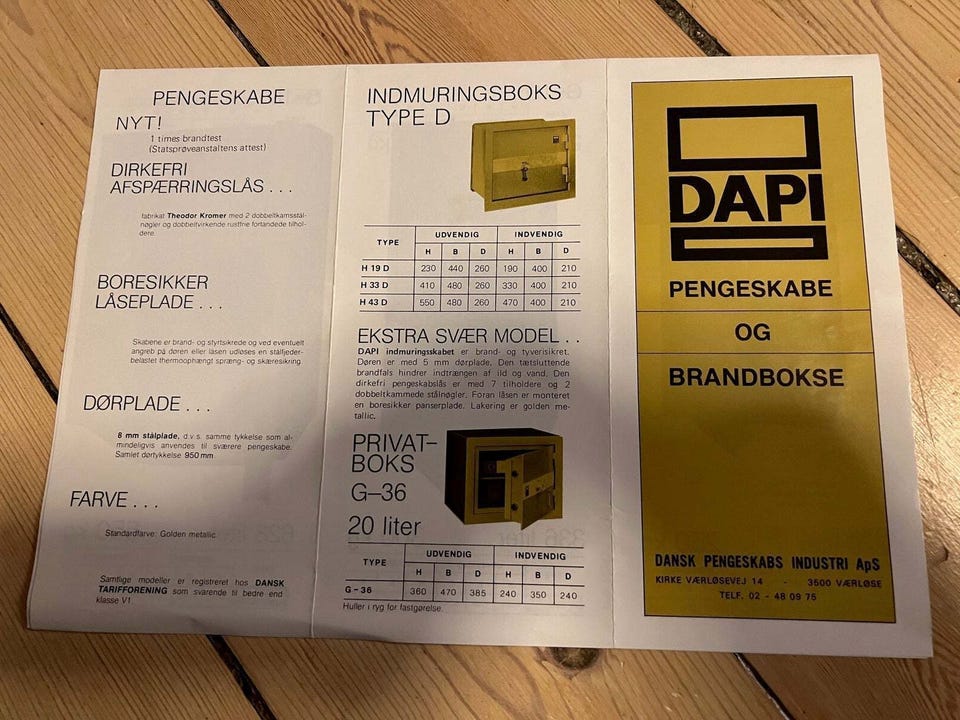 PENGESKABE
NYT!
1 times brandtest
(Statsprøveanstaltens attest)
DIRKEFRI
AFSPÆRRINGSLÅS . . .
fabrikat Theodor Kromer med 2 dobbeltkamsstål-
nøgler og dobbeltvirkende rustfrie fortandede tilhol-
dere.
BORESIKKER
LÅSEPLADE . . .
Skabene er brand- og styrtsikrede og ved eventuelt
angreb på døren eller låsen udløses en stålfjeder-
belastet thermoophængt spræng- og skæresikring.
DØRPLADE . . .
8 mm stålplade, d.v.s. samme tykkelse som al-
mindeligvis anvendes til sværere pengeskabe.
Samlet dørtykkelse 950 mm
FARVE . . .
Standardfarve: Golden metallic.
Samtlige modeller er registreret hos DANSK
TARIFFORENING som svarende til bedre end
klasse V1.
INDMURINGSBOKS
TYPE D
TYPE UDVENDIG INDVENDIG
H B D H B D
H 19 D 230 440 260 190 400 210
H 33 D 410 480 260 330 400 210
H 43 D 550 480 260 470 400 210
EKSTRA SVÆR MODEL . .
DAPI indmuringsskabet er brand- og tyverisikret.
Døren er med 5 mm dørplade. Den tætsluttende
brandfals hindrer indtrængen af ild og vand. Den
dirkefri pengeskabslås er med 7 tilholdere og 2
dobbeltkammede stålnøgler. Foran låsen er monteret
en boresikker panserplade. Lakering er golden me-
tallic.
PRIVAT-
BOKS
G-36
20 liter
TYPE UDVENDIG INDVENDIG
H B D H B D
G-36 360 470 385 240 350 240
Huller i ryg for fastgørelse.
DAPI
PENGESKABE
OG
BRANDBOKSE
DANSK PENGESKABS INDUSTRI ApS
KIRKE VÆRLØSEVEJ 14 - 3500 VÆRLØSE
TELF. 02 - 48 09 75